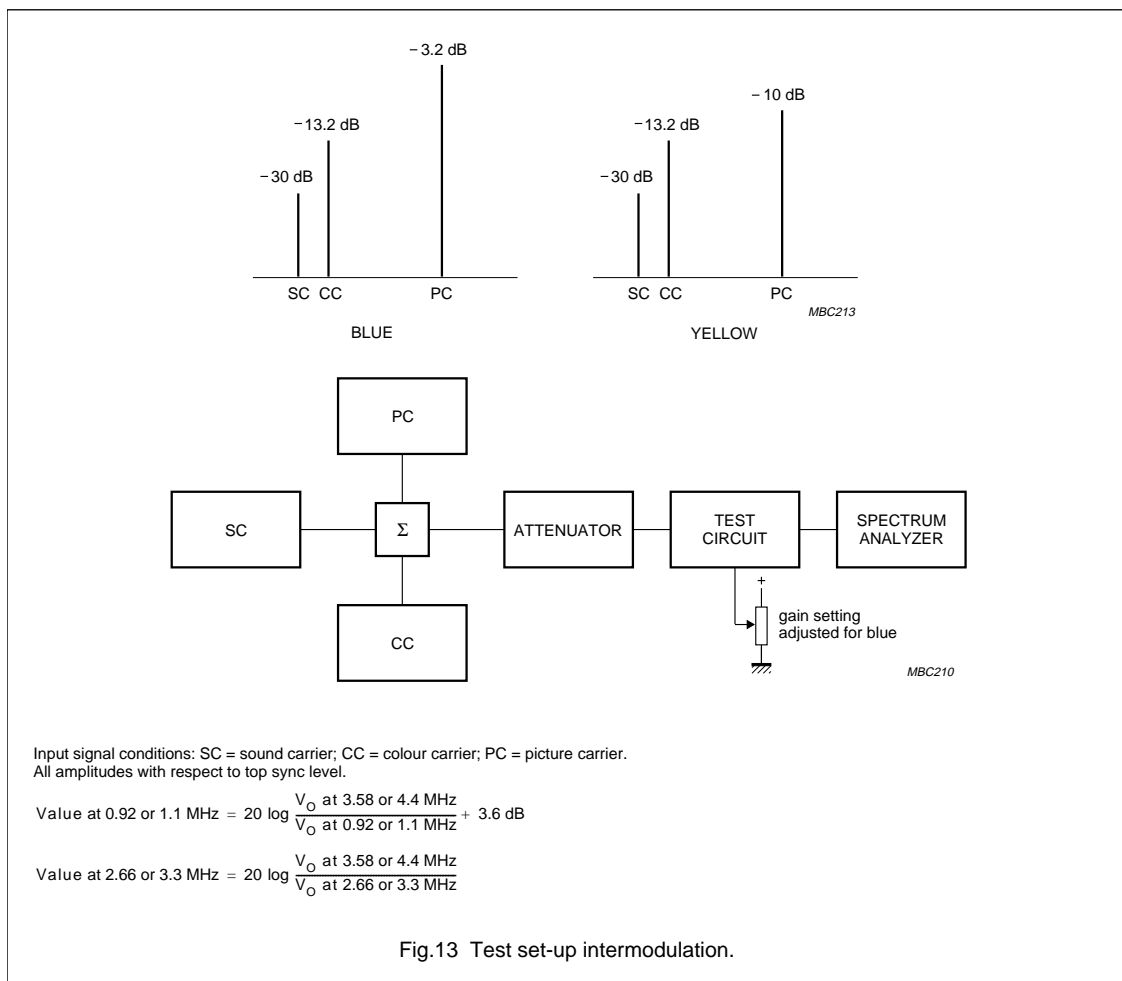 −3.2 dB
−10 dB
−13.2 dB
−13.2 dB
−30 dB
−30 dB
SC CC PC
SC CC PC
MBC213
BLUE
YELLOW
PC
SC
Σ
ATTENUATOR
TEST
CIRCUIT
SPECTRUM
ANALYZER
+
gain setting
adjusted for blue
CC
MBC210
Input signal conditions: SC = sound carrier; CC = colour carrier; PC = picture carrier.
All amplitudes with respect to top sync level.
Value at 0.92 or 1.1 MHz = 20 log (V_O at 3.58 or 4.4 MHz / V_O at 0.92 or 1.1 MHz) + 3.6 dB
Value at 2.66 or 3.3 MHz = 20 log (V_O at 3.58 or 4.4 MHz / V_O at 2.66 or 3.3 MHz)
Fig.13 Test set-up intermodulation.